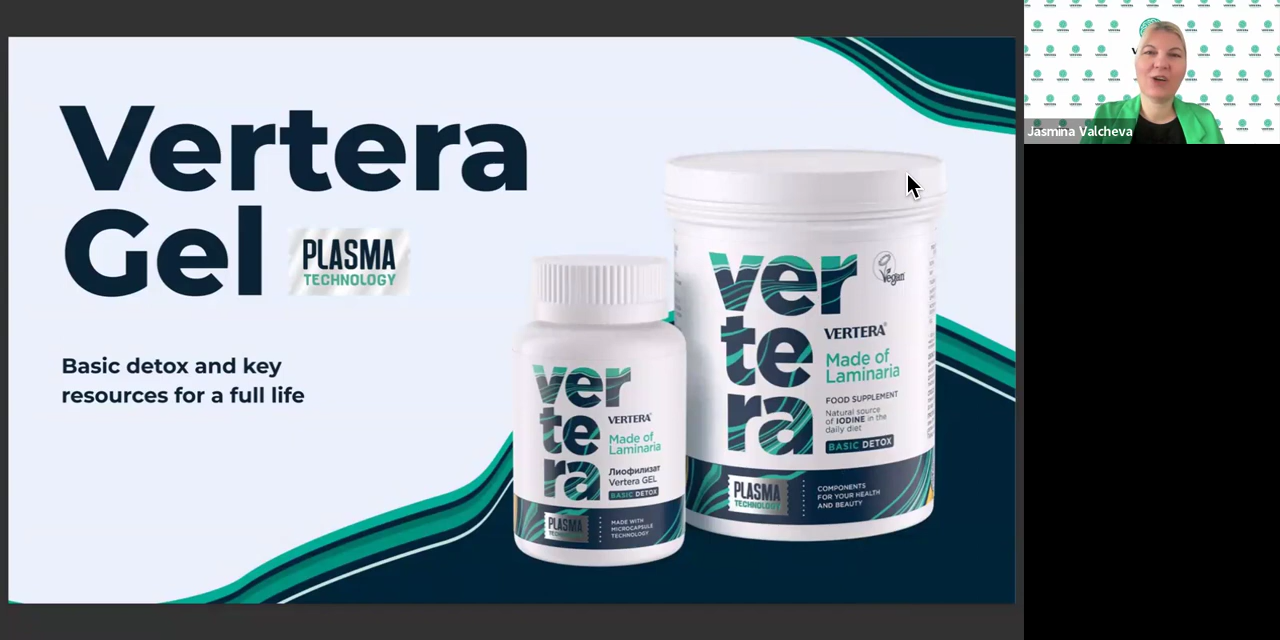 Vertera
Gel
PLASMA
TECHNOLOGY
Basic detox and key
resources for a full life
ver
te
ra
VERTERA®
Made of
Laminaria
Лиофилизат
Vertera GEL
BASIC DETOX
PLASMA
TECHNOLOGY
MADE WITH
MICROCAPSULE
TECHNOLOGY
ver
te
ra
Vegan
VERTERA®
Made of
Laminaria
FOOD SUPPLEMENT
Natural source
of IODINE in the
daily diet
BASIC DETOX
PLASMA
TECHNOLOGY
COMPONENTS
FOR YOUR HEALTH
AND BEAUTY
Jasmina Valcheva